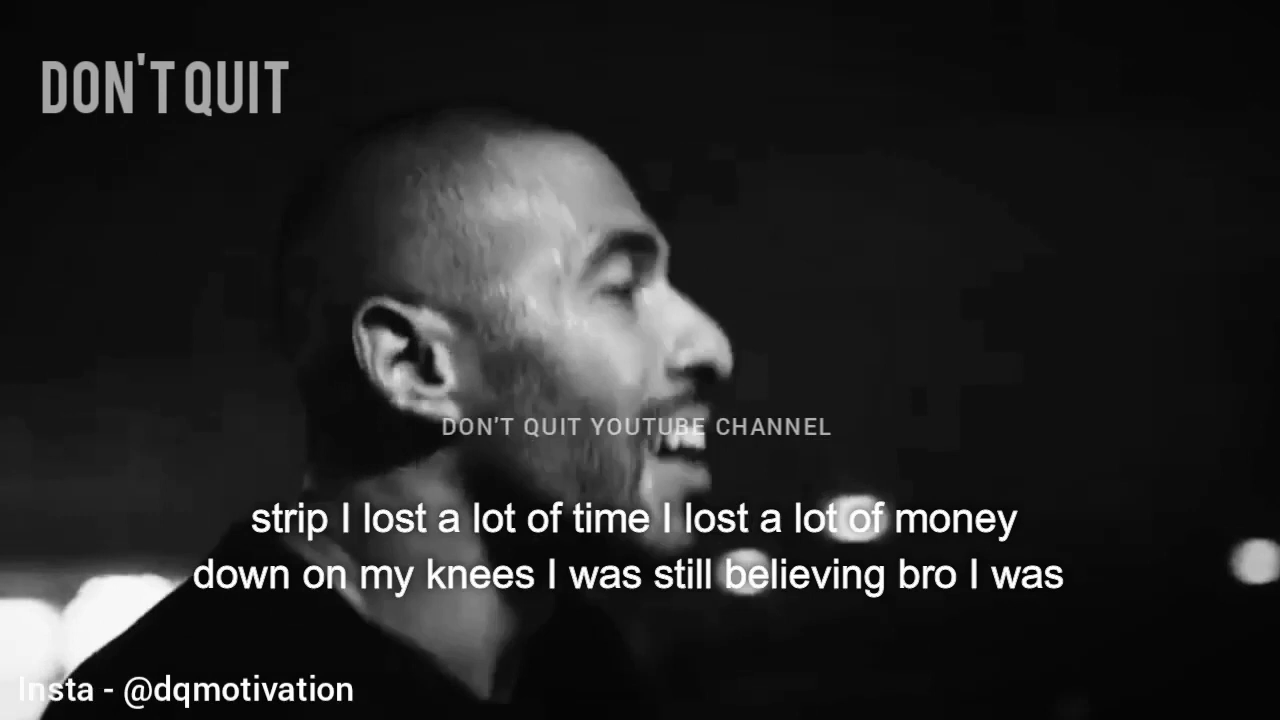 DON'T QUIT
DON'T QUIT YOUTUBE CHANNEL
strip I lost a lot of time I lost a lot of money
down on my knees I was still believing bro I was
Insta - @dqmotivation